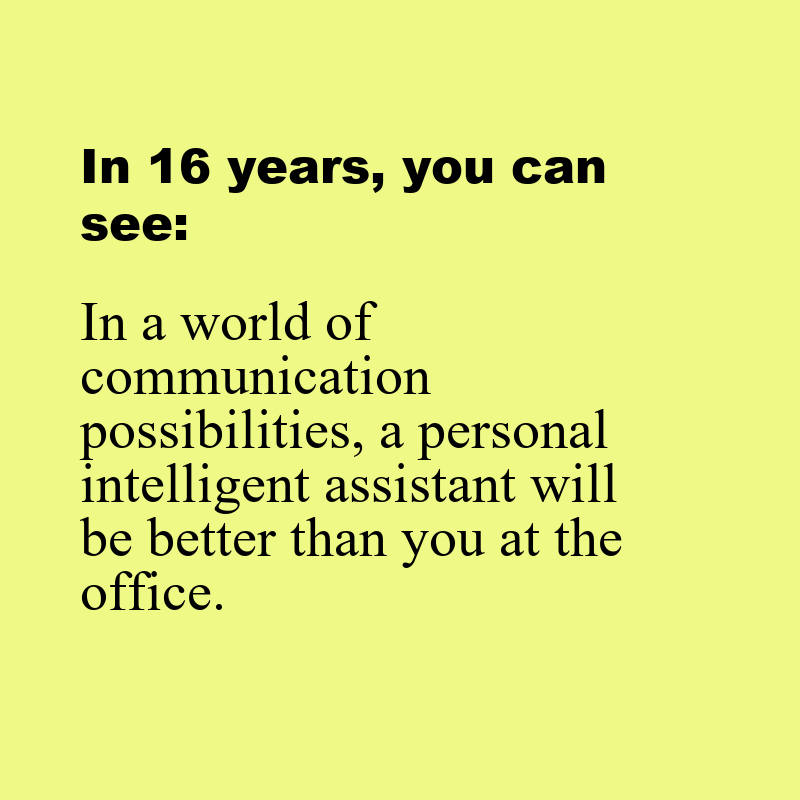 In 16 years, you can
see:
In a world of
communication
possibilities, a personal
intelligent assistant will
be better than you at the
office.